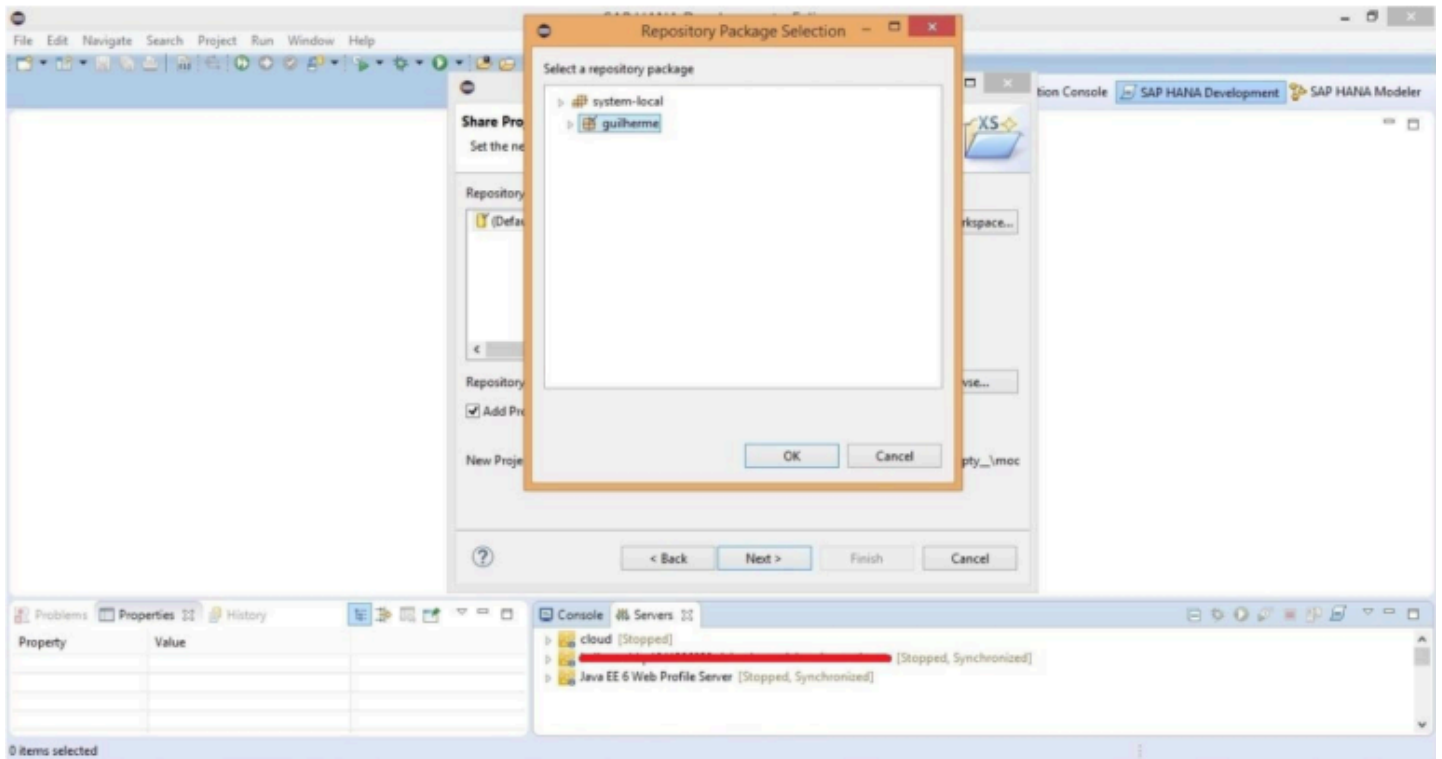 Repository Package Selection
File Edit Navigate Search Project Run Window Help
Select a repository package
system-local
guilherme
tion Console SAP HANA Development SAP HANA Modeler
Share Pro
Set the ne
XS
Repository
(Defau
rkspace...
Repository
wse...
Add Pro
OK Cancel
New Proje
pty_\moc
< Back Next > Finish Cancel
Problems Properties History
Console Servers
Property Value
cloud [Stopped]
[Stopped, Synchronized]
Java EE 6 Web Profile Server [Stopped, Synchronized]
0 items selected